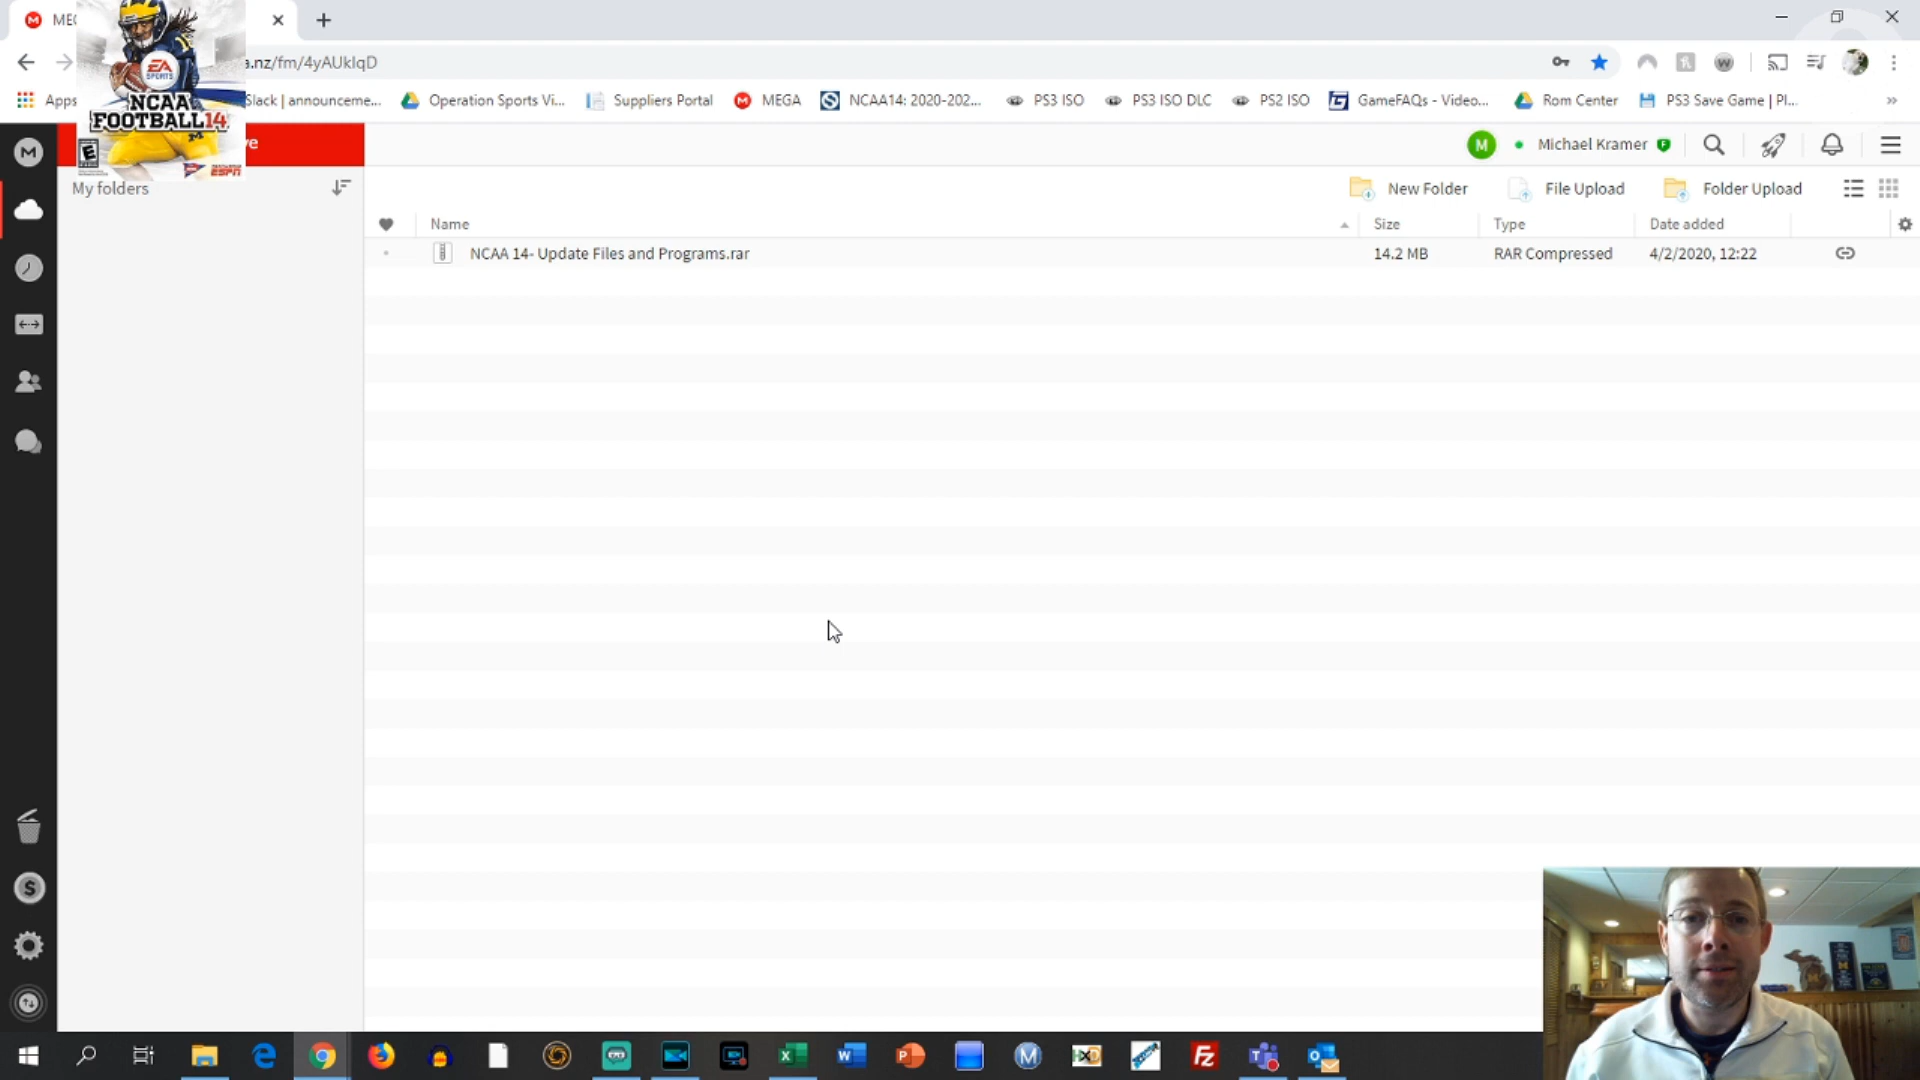 MEG
a.nz/fm/4yAUkIqD
Apps
Slack | announceme...
Operation Sports Vi...
Suppliers Portal
MEGA
NCAA14: 2020-202...
PS3 ISO
PS3 ISO DLC
PS2 ISO
GameFAQs - Video...
Rom Center
PS3 Save Game | Pl...
»
EA
SPORTS
NCAA
FOOTBALL 14
E
ESPN
ve
M
Michael Kramer
My folders
New Folder
File Upload
Folder Upload
Name
Size
Type
Date added
NCAA 14- Update Files and Programs.rar
14.2 MB
RAR Compressed
4/2/2020, 12:22